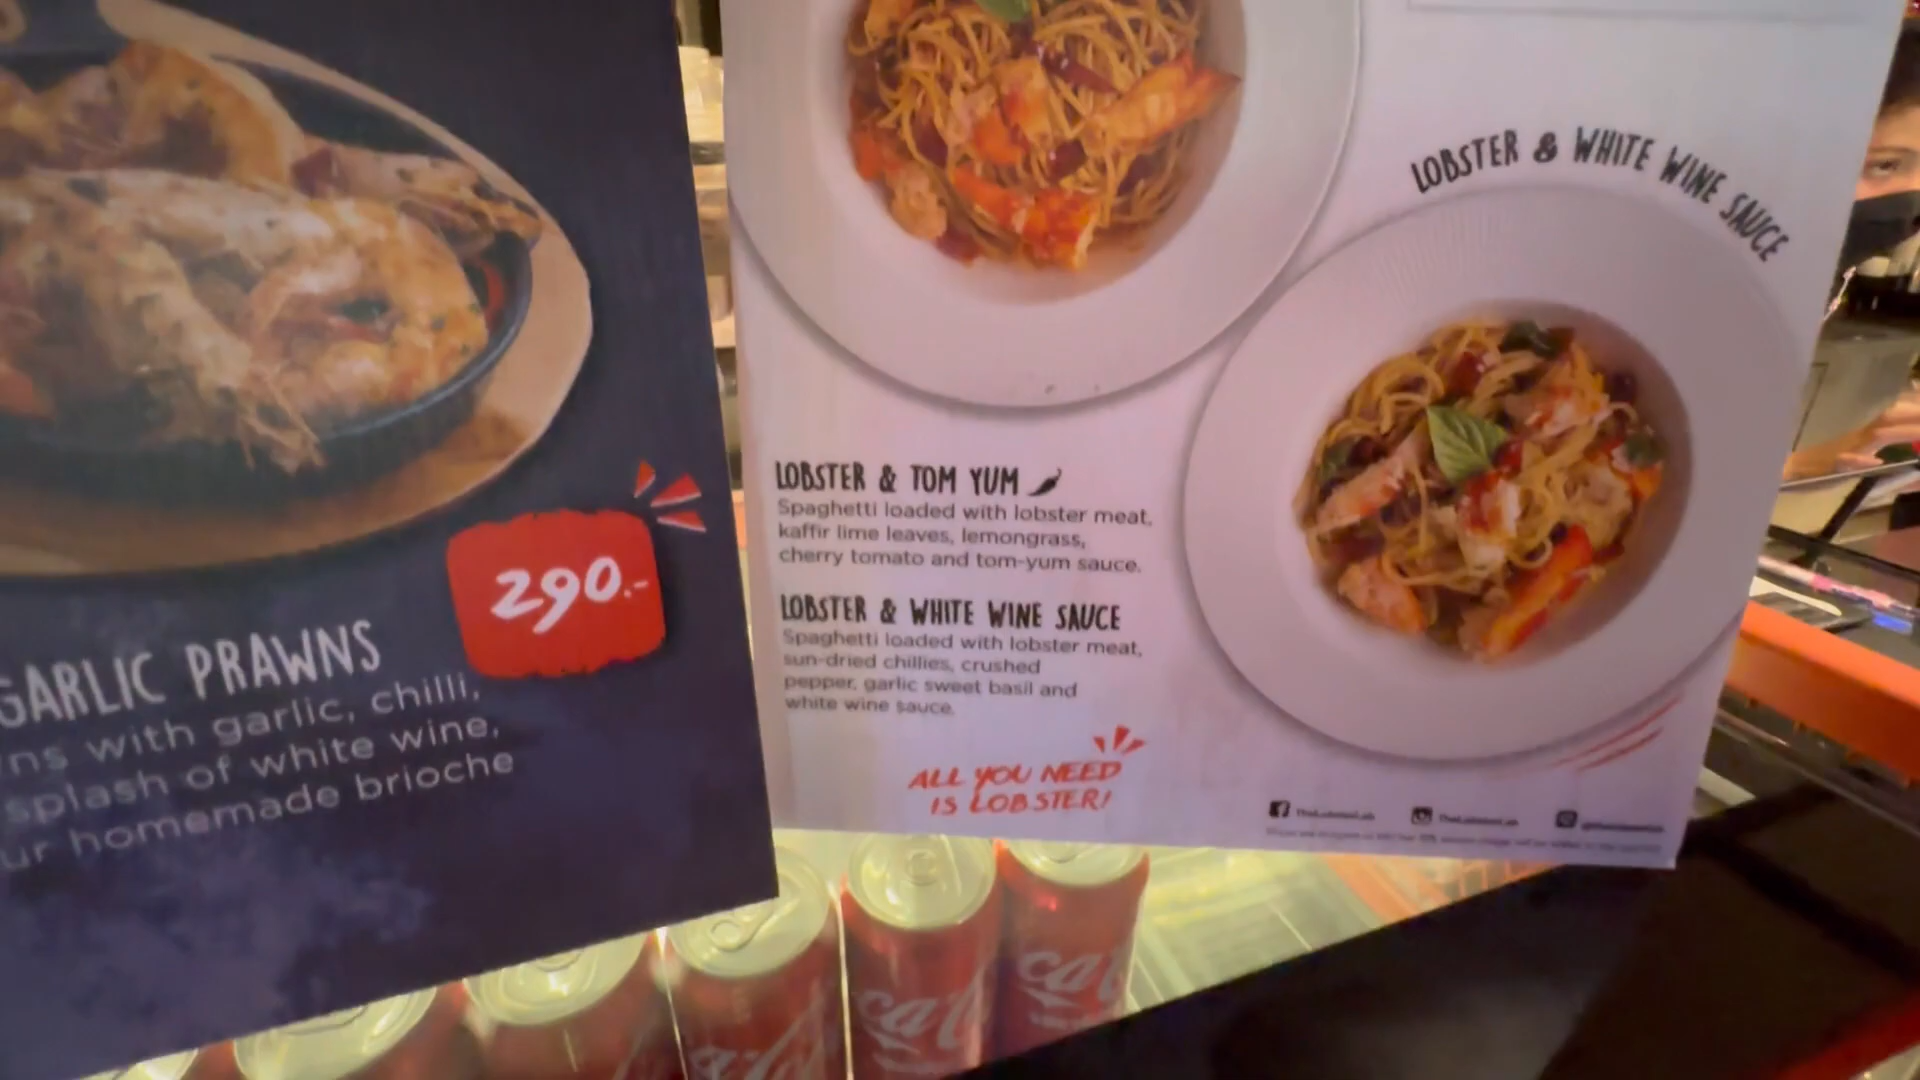 290.-
GARLIC PRAWNS
with garlic, chilli,
splash of white wine,
homemade brioche
LOBSTER & WHITE WINE SAUCE
LOBSTER & TOM YUM
Spaghetti loaded with lobster meat,
kaffir lime leaves, lemongrass,
cherry tomato and tom-yum sauce.
LOBSTER & WHITE WINE SAUCE
Spaghetti loaded with lobster meat,
sun-dried chillies, crushed
pepper, garlic sweet basil and
white wine sauce.
ALL YOU NEED
IS LOBSTER!